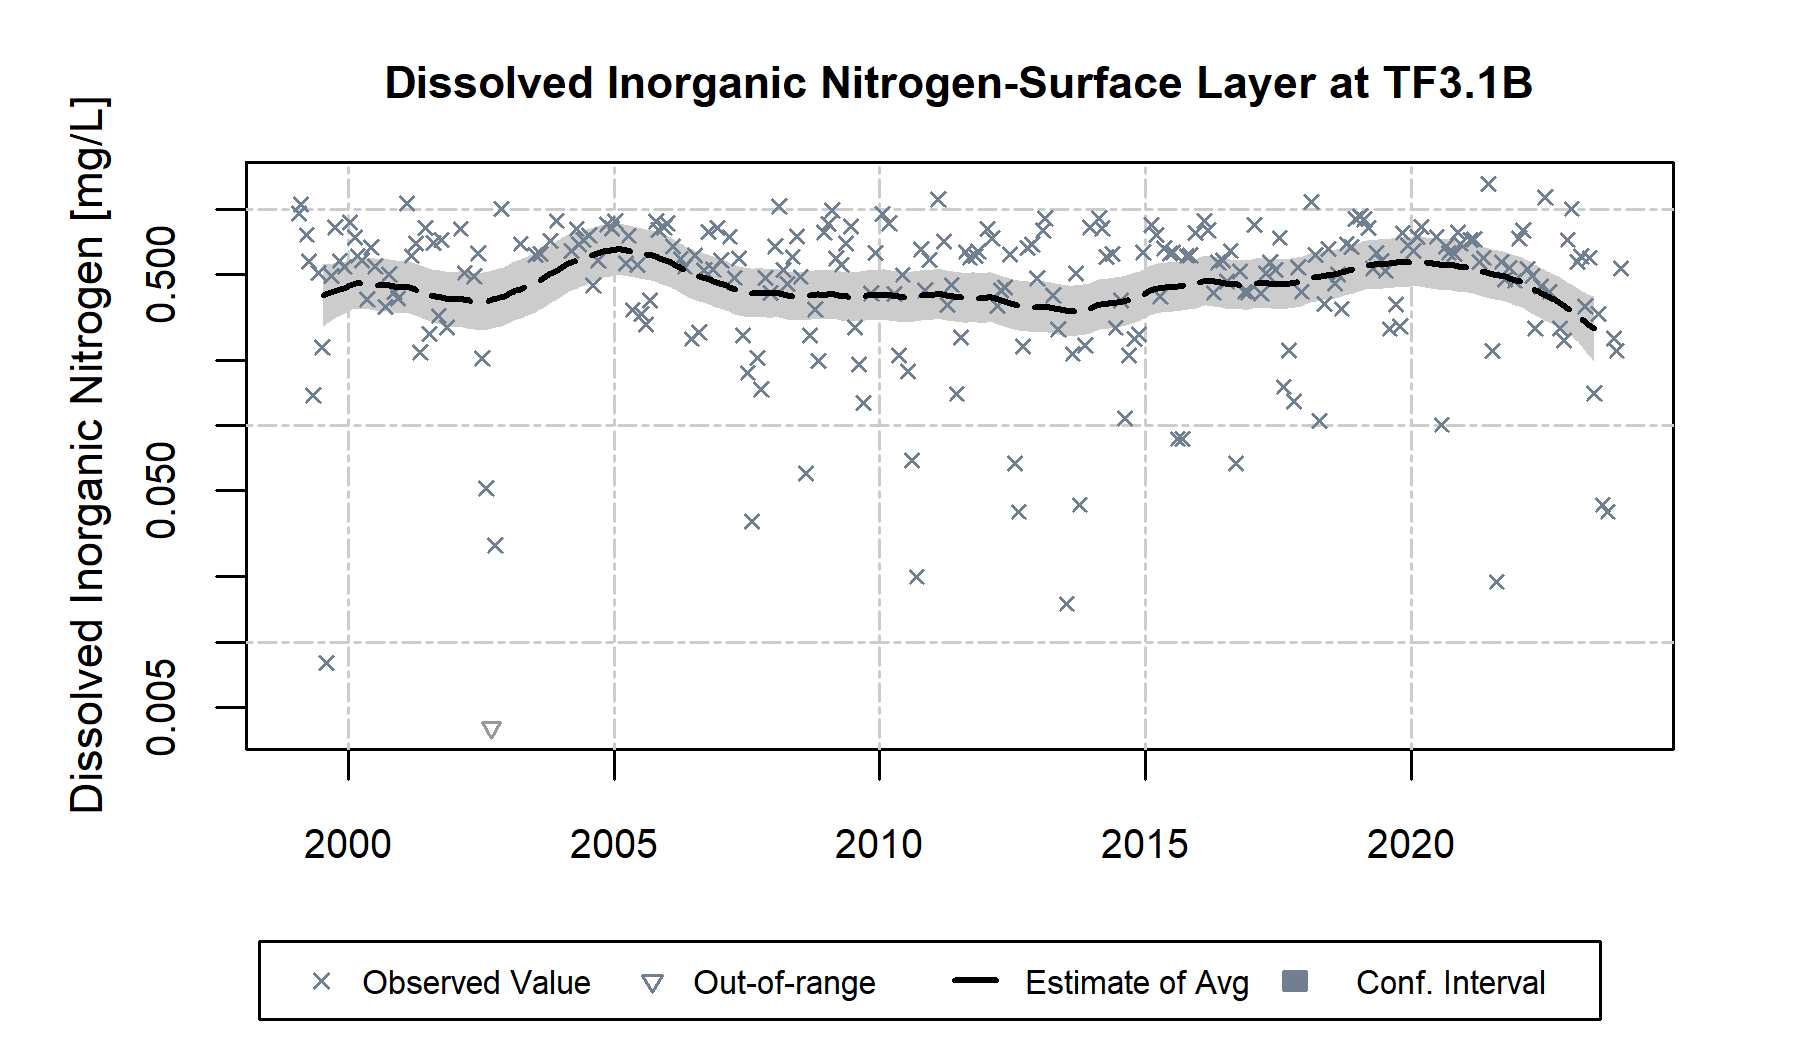 Dissolved Inorganic Nitrogen-Surface Layer at TF3.1B
Dissolved Inorganic Nitrogen [mg/L]
0.500
0.050
0.005
2000 2005 2010 2015 2020
Observed Value Out-of-range Estimate of Avg Conf. Interval